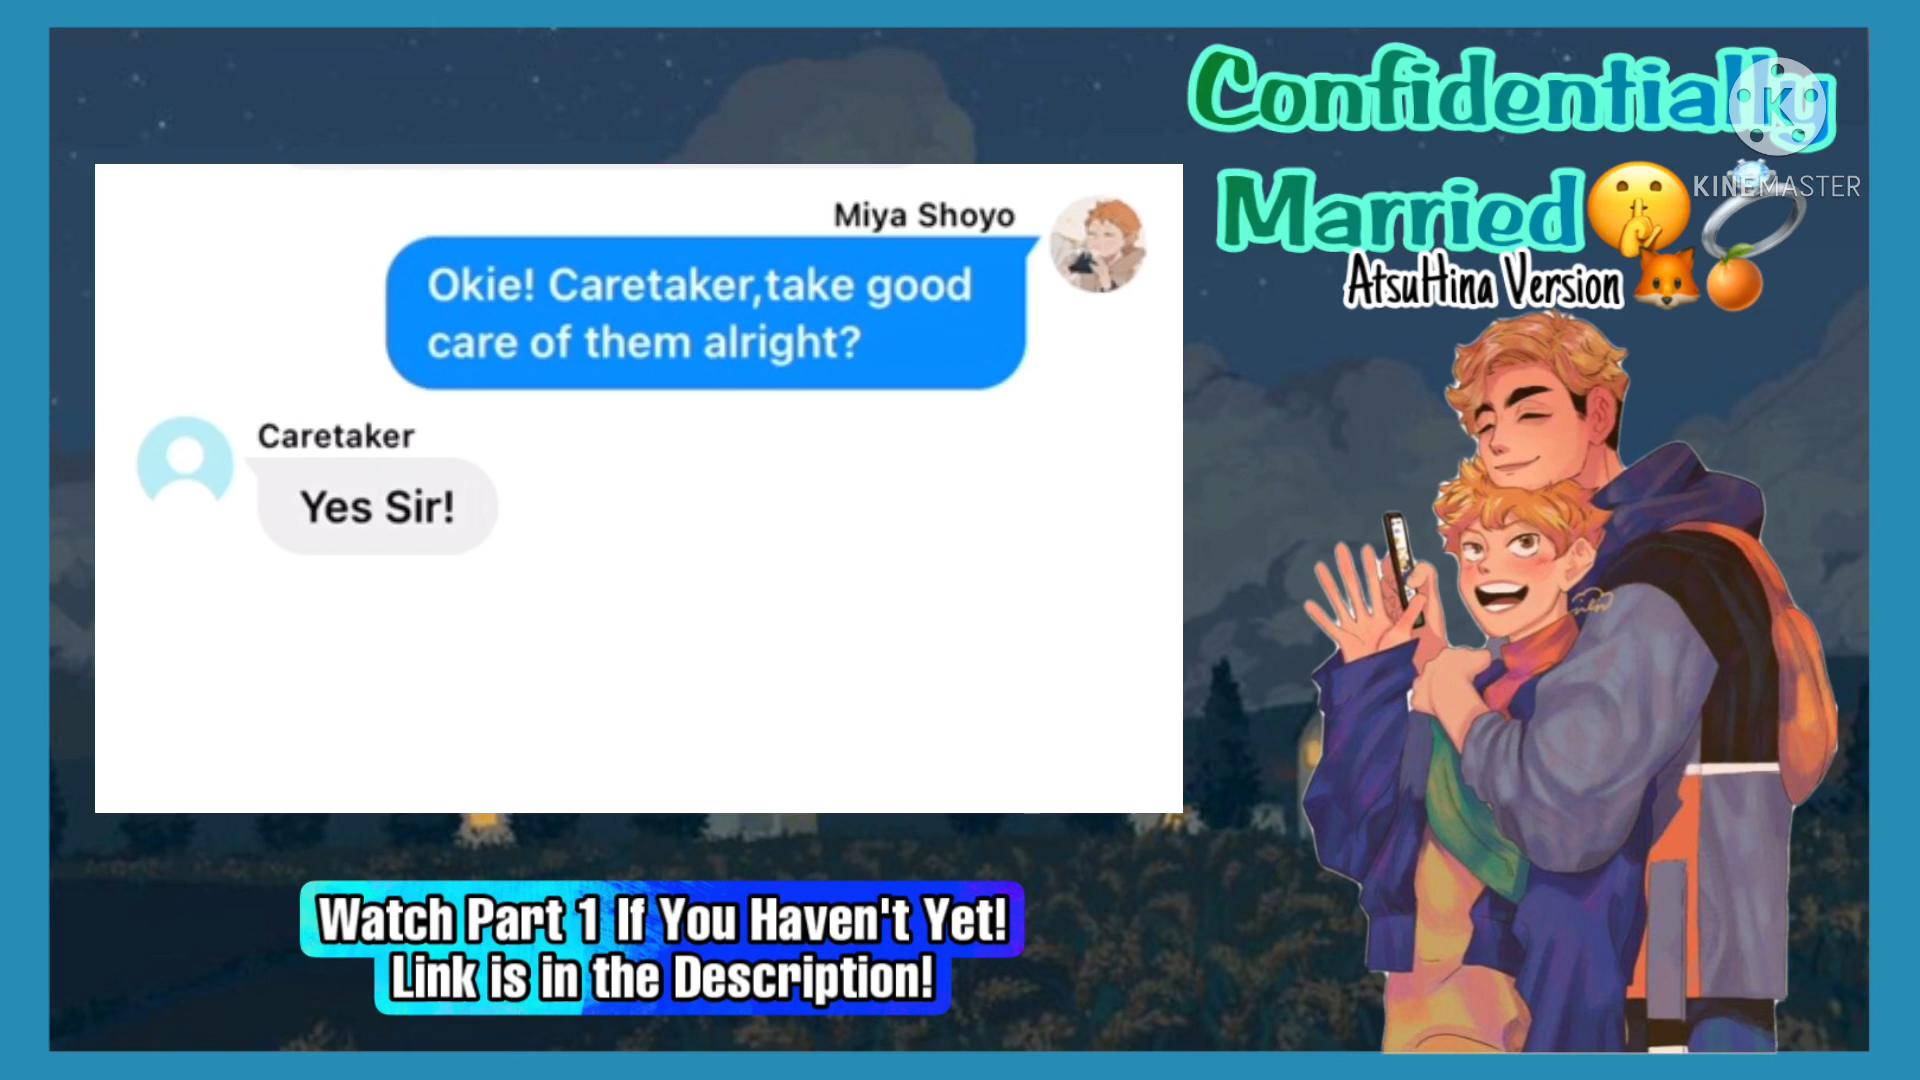 Confidentially
Married
KINEMASTER
AtsuHina Version
Miya Shoyo
Okie! Caretaker,take good
care of them alright?
Caretaker
Yes Sir!
Watch Part 1 If You Haven't Yet!
Link is in the Description!